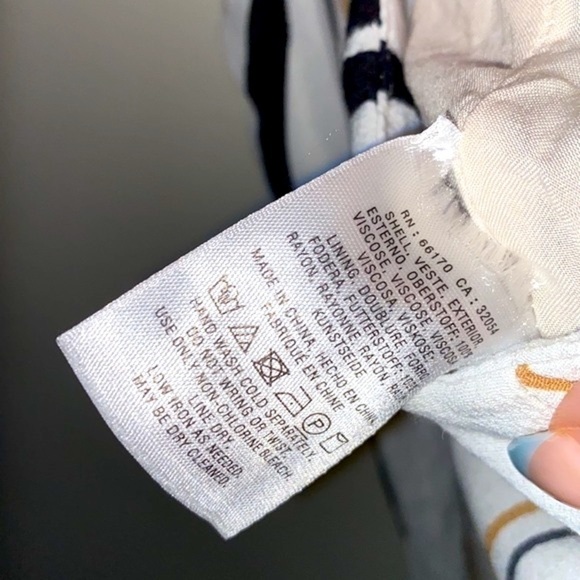 RN : 66170 CA : 32054
SHELL, VESTE, EXTERIOR
ESTERNO, OBERSTOFF: 100%
VISCOSE, VISCOSE, VISCOSA
VISCOSA, VISKOSE:
LINING, DOUBLURE, FORRO
FODERA, FUTTERSTOFF:
RAYON, RAYONNE, RAYON, RAYON
KUNSTSEIDE
MADE IN CHINA, HECHO EN CHINA
FABRIQUÉ EN CHINE
P
HAND WASH COLD SEPARATELY.
DO NOT WRING OR TWIST.
USE ONLY NON-CHLORINE BLEACH.
LINE DRY.
LOW IRON AS NEEDED.
MAY BE DRY CLEANED.